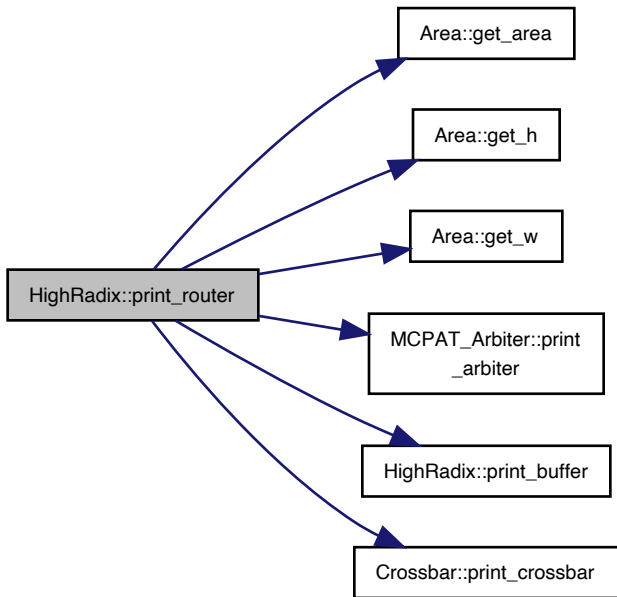 Area::get_area
Area::get_h
Area::get_w
HighRadix::print_router
MCPAT_Arbiter::print
_arbiter
HighRadix::print_buffer
Crossbar::print_crossbar